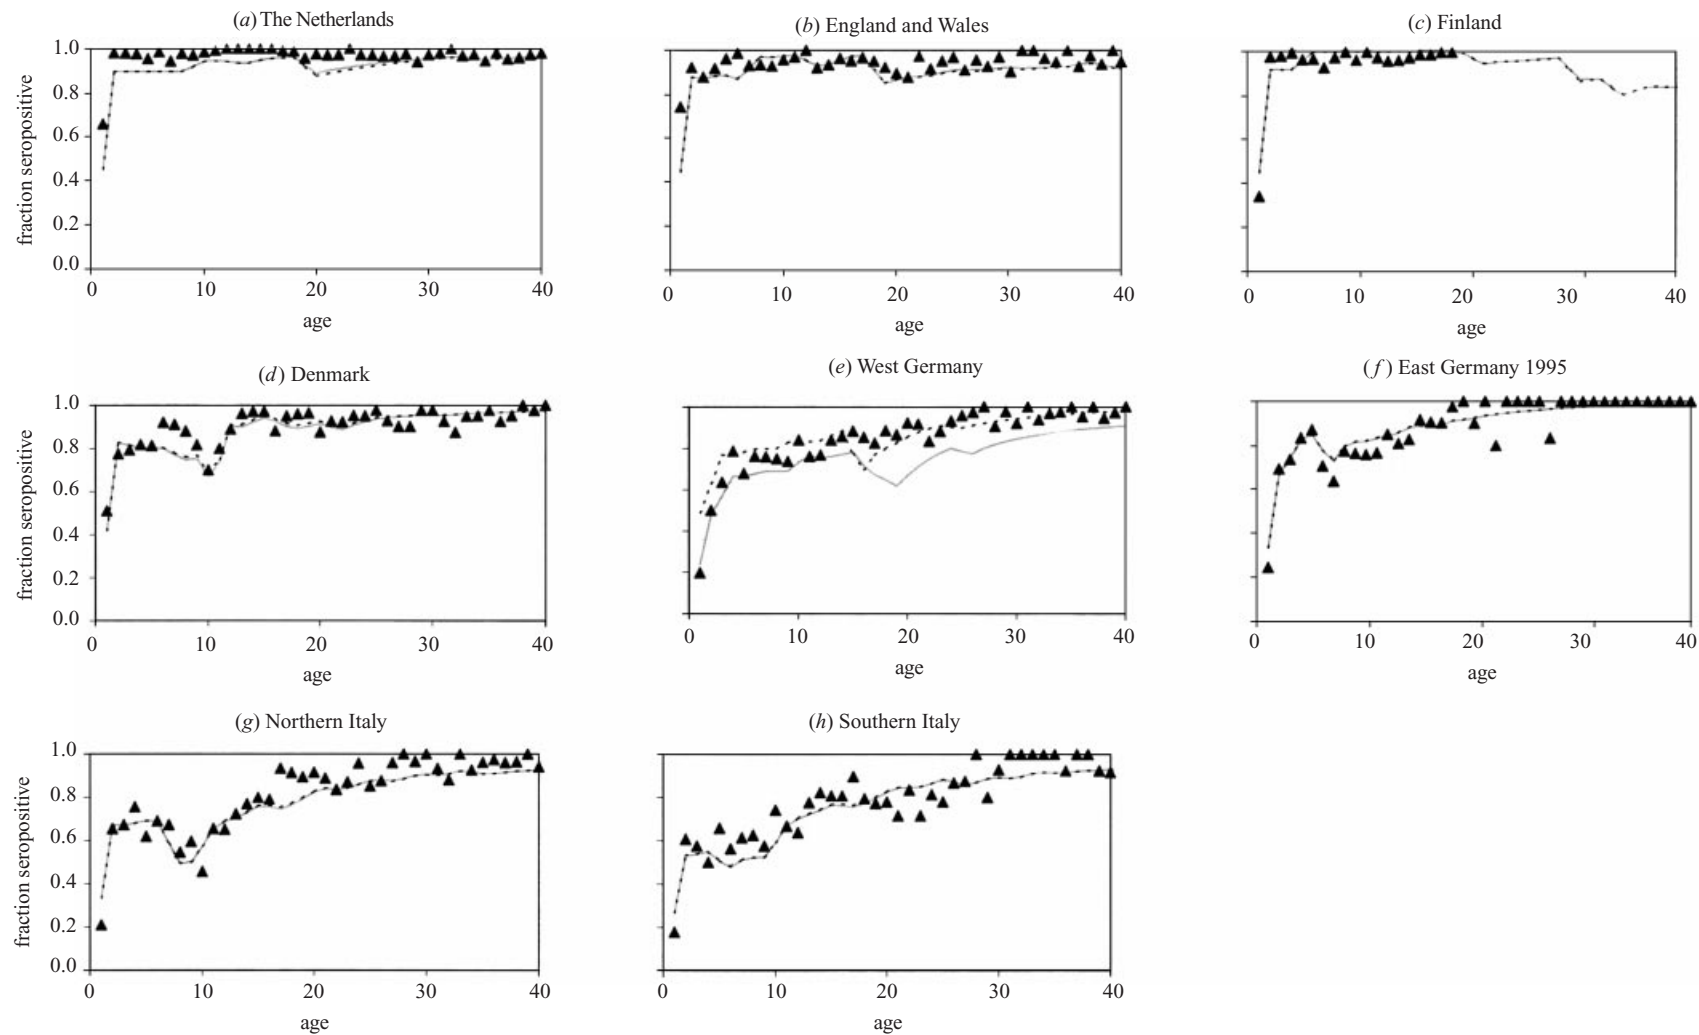 (a) The Netherlands
(b) England and Wales
(c) Finland
fraction seropositive
1.0
0.8
0.6
0.4
0.2
0.0
0 10 20 30 40
age
0 10 20 30 40
age
0 10 20 30 40
age
(d) Denmark
(e) West Germany
(f) East Germany 1995
fraction seropositive
1.0
0.8
0.6
0.4
0.2
0.0
0 10 20 30 40
age
0 10 20 30 40
age
0 10 20 30 40
age
(g) Northern Italy
(h) Southern Italy
fraction seropositive
1.0
0.8
0.6
0.4
0.2
0.0
0 10 20 30 40
age
0 10 20 30 40
age